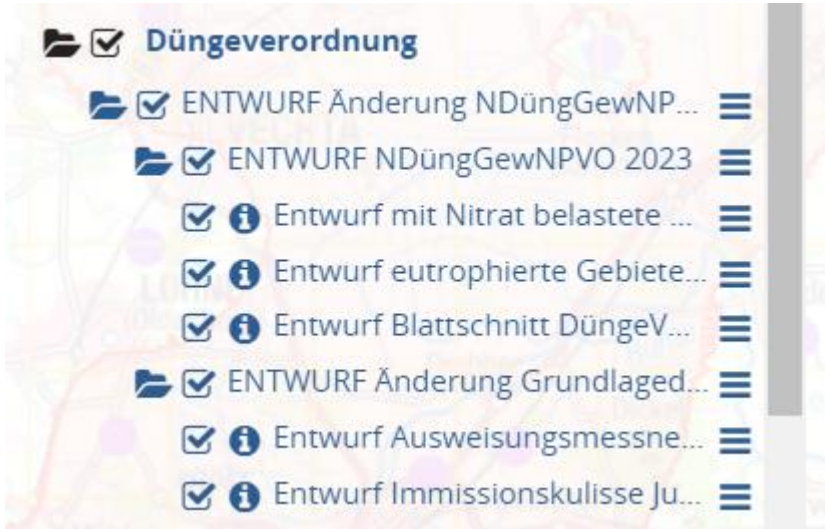 Düngeverordnung
ENTWURF Änderung NDüngGewNP...
ENTWURF NDüngGewNPVO 2023
Entwurf mit Nitrat belastete ...
Entwurf eutrophierte Gebiete...
Entwurf Blattschnitt DüngeV...
ENTWURF Änderung Grundlaged...
Entwurf Ausweisungsmessne...
Entwurf Immissionskulisse Ju...